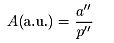 A(a.u.) = a″/p″